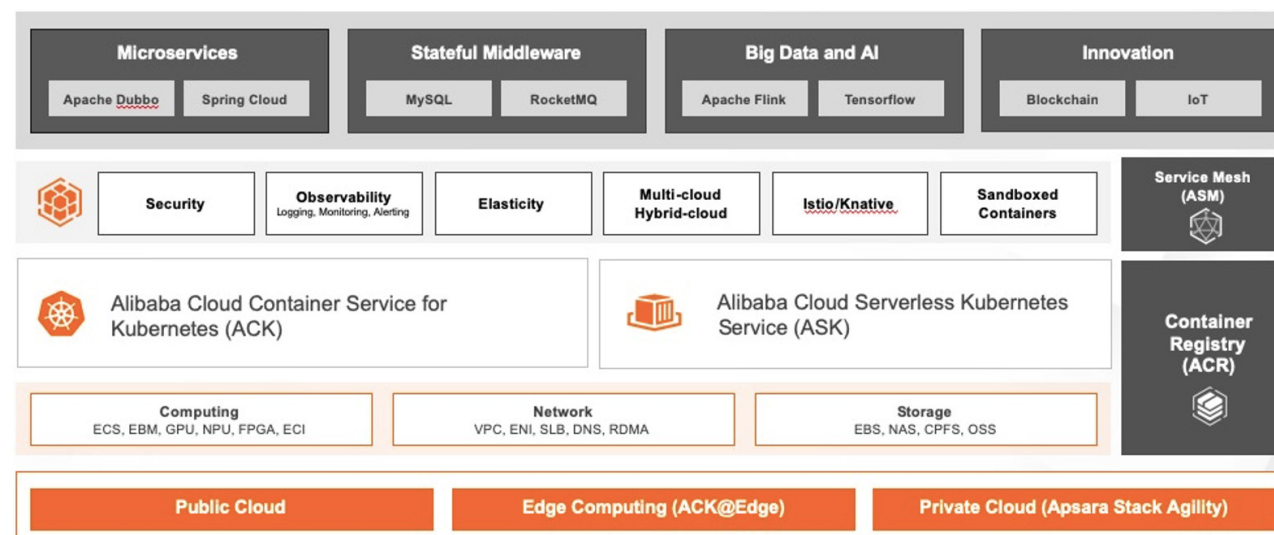 Microservices
Apache Dubbo
Spring Cloud
Stateful Middleware
MySQL
RocketMQ
Big Data and AI
Apache Flink
Tensorflow
Innovation
Blockchain
IoT
Security
Observability
Logging, Monitoring, Alerting
Elasticity
Multi-cloud
Hybrid-cloud
Istio/Knative
Sandboxed
Containers
Service Mesh
(ASM)
Alibaba Cloud Container Service for
Kubernetes (ACK)
Alibaba Cloud Serverless Kubernetes
Service (ASK)
Container
Registry
(ACR)
Computing
ECS, EBM, GPU, NPU, FPGA, ECI
Network
VPC, ENI, SLB, DNS, RDMA
Storage
EBS, NAS, CPFS, OSS
Public Cloud
Edge Computing (ACK@Edge)
Private Cloud (Apsara Stack Agility)